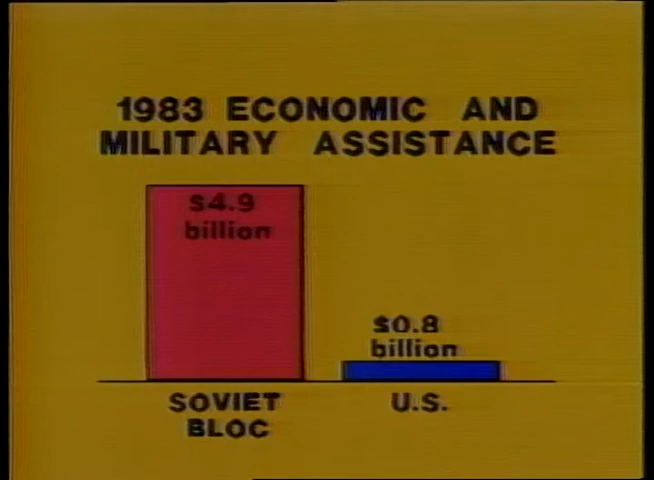 1983 ECONOMIC AND
MILITARY ASSISTANCE
$4.9
billion
$0.8
billion
SOVIET
BLOC
U.S.